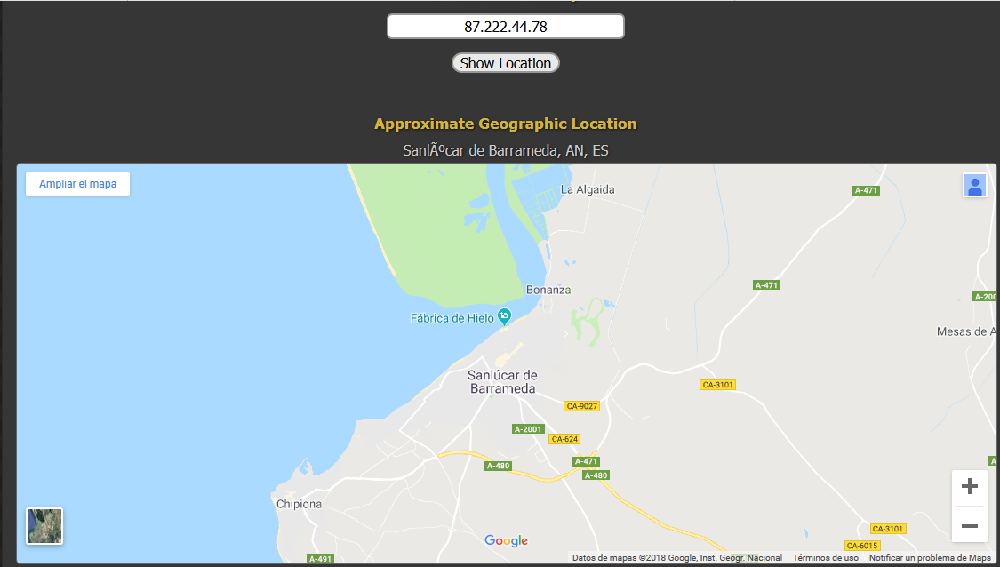 87.222.44.78
Show Location
Approximate Geographic Location
SanlÃºcar de Barrameda, AN, ES
Ampliar el mapa
La Algaida
A-471
Bonanza
A-471
A-200
Fábrica de Hielo
Mesas de A
Sanlúcar de
Barrameda
CA-3101
CA-9027
A-2001
CA-624
A-471
A-480
A-480
A
Chipiona
CA-3101
Google
CA-6015
A-491
Datos de mapas ©2018 Google, Inst. Geogr. Nacional
Términos de uso
Notificar un problema de Maps